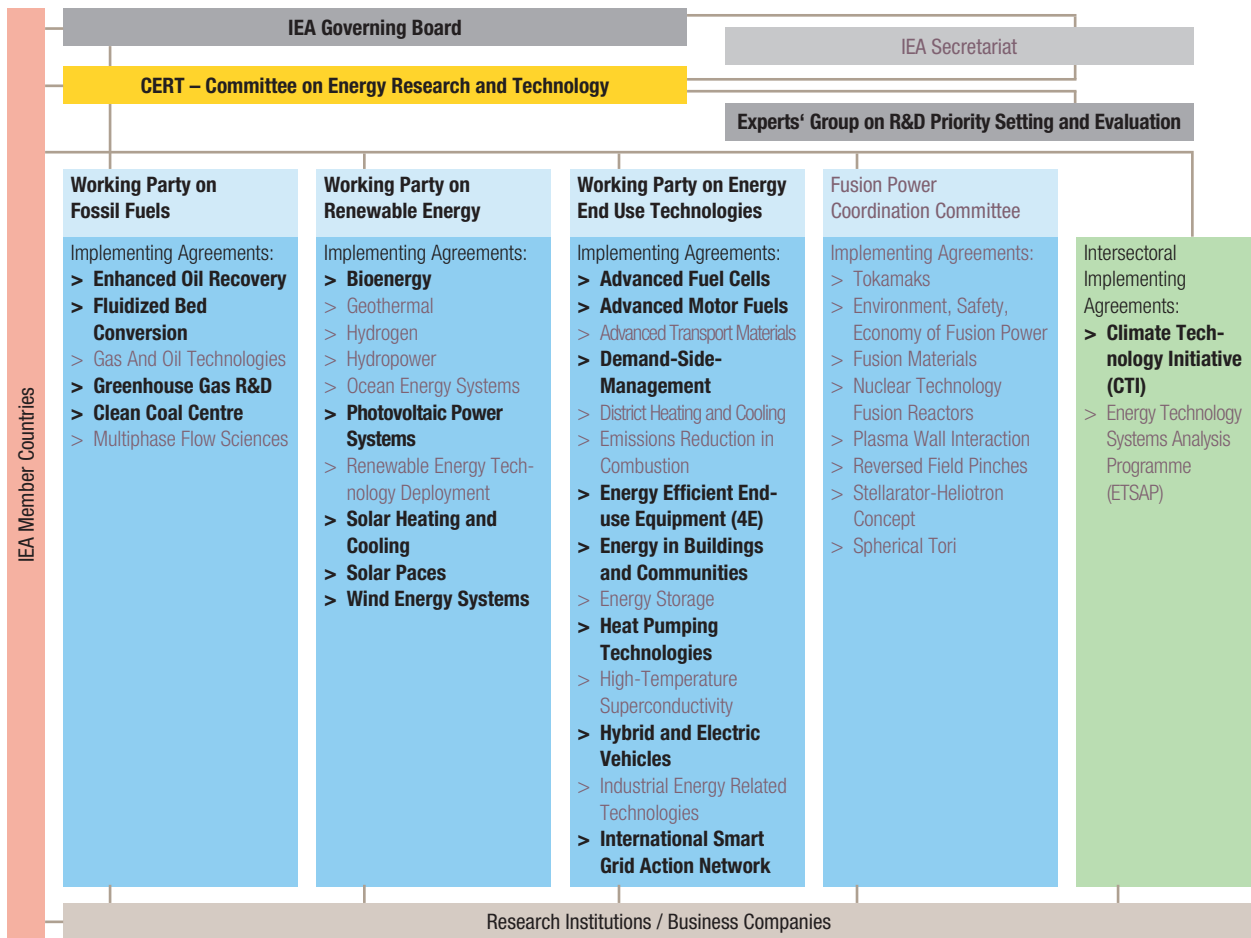 IEA Governing Board
IEA Secretariat
CERT – Committee on Energy Research and Technology
Experts‘ Group on R&D Priority Setting and Evaluation
IEA Member Countries
Working Party on
Fossil Fuels
Implementing Agreements:
> Enhanced Oil Recovery
> Fluidized Bed
Conversion
> Gas And Oil Technologies
> Greenhouse Gas R&D
> Clean Coal Centre
> Multiphase Flow Sciences
Working Party on
Renewable Energy
Implementing Agreements:
> Bioenergy
> Geothermal
> Hydrogen
> Hydropower
> Ocean Energy Systems
> Photovoltaic Power
Systems
> Renewable Energy Tech-
nology Deployment
> Solar Heating and
Cooling
> Solar Paces
> Wind Energy Systems
Working Party on Energy
End Use Technologies
Implementing Agreements:
> Advanced Fuel Cells
> Advanced Motor Fuels
> Advanced Transport Materials
> Demand-Side-
Management
> District Heating and Cooling
> Emissions Reduction in
Combustion
> Energy Efficient End-
use Equipment (4E)
> Energy in Buildings
and Communities
> Energy Storage
> Heat Pumping
Technologies
> High-Temperature
Superconductivity
> Hybrid and Electric
Vehicles
> Industrial Energy Related
Technologies
> International Smart
Grid Action Network
Fusion Power
Coordination Committee
Implementing Agreements:
> Tokamaks
> Environment, Safety,
Economy of Fusion Power
> Fusion Materials
> Nuclear Technology
Fusion Reactors
> Plasma Wall Interaction
> Reversed Field Pinches
> Stellarator-Heliotron
Concept
> Spherical Tori
Intersectoral
Implementing
Agreements:
> Climate Tech-
nology Initiative
(CTI)
> Energy Technology
Systems Analysis
Programme
(ETSAP)
Research Institutions / Business Companies